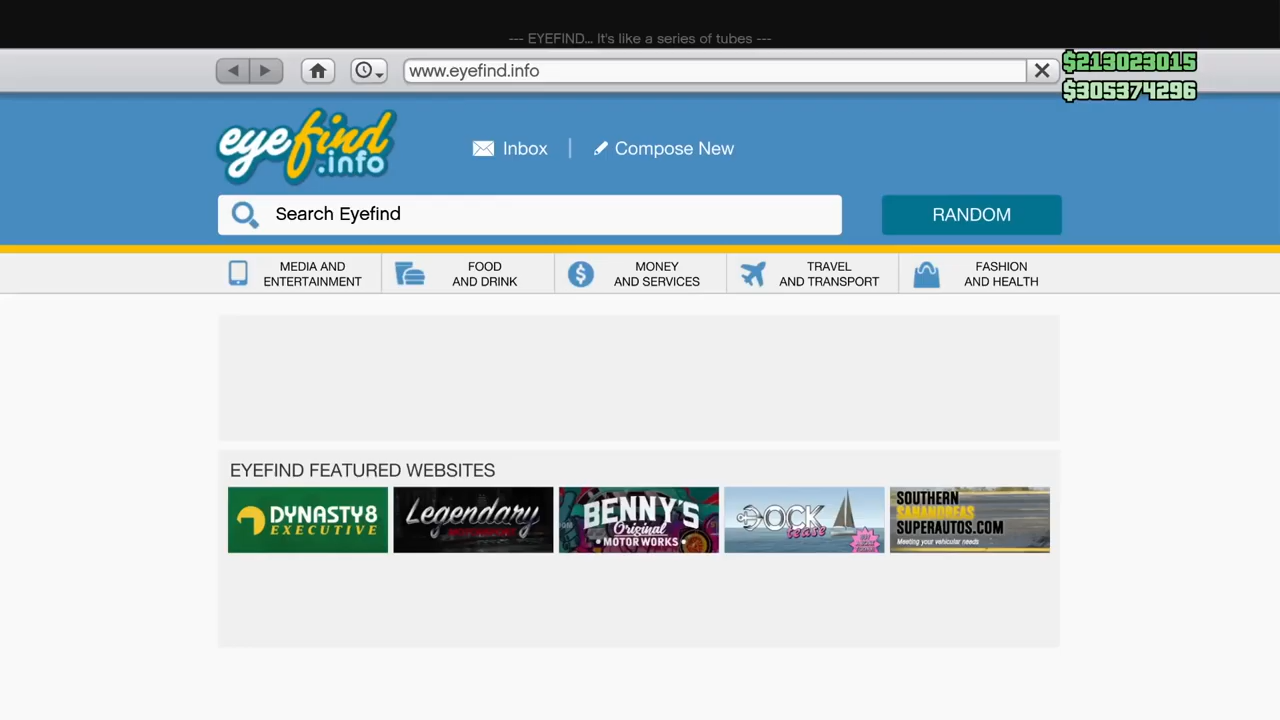 --- EYEFIND... It's like a series of tubes ---
www.eyefind.info
$213023015
$305374296
eyefind
.info
Inbox
Compose New
Search Eyefind
RANDOM
MEDIA AND
ENTERTAINMENT
FOOD
AND DRINK
MONEY
AND SERVICES
TRAVEL
AND TRANSPORT
FASHION
AND HEALTH
EYEFIND FEATURED WEBSITES
DYNASTY8
EXECUTIVE
Legendary
BENNY'S
Original
MOTOR WORKS
DOCK
tease
SOUTHERN
SANANDREAS
SUPERAUTOS.COM
Meeting your vehicular needs